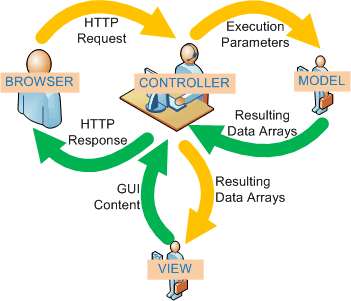 HTTP
Request
Execution
Parameters
BROWSER
CONTROLLER
MODEL
HTTP
Response
Resulting
Data Arrays
GUI
Content
Resulting
Data Arrays
VIEW